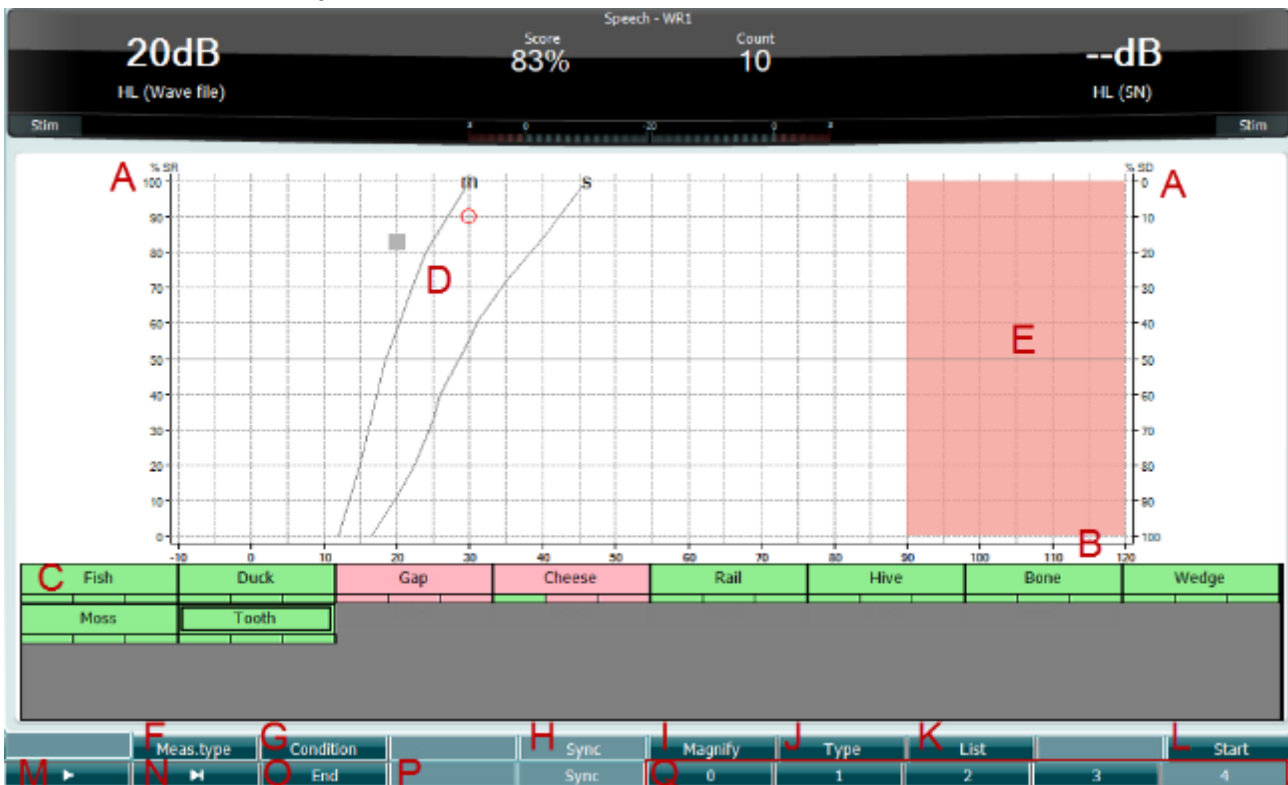 Speech - WR1
20dB Score Count --dB
83% 10
HL (Wave file) HL (SN)
Stim 0 -20 0 Stim
A % SR % SD A
100 m s 0
90 10
80 20
D
70 30
60 40
E
50 50
40 60
30 70
20 80
10 90
0 B 100
-10 0 10 20 30 40 50 60 70 80 90 100 110 120
C Fish Duck Gap Cheese Rail Hive Bone Wedge
Moss Tooth
F Meas.type G Condition H Sync I Magnify J Type K List L Start
M N O End P Sync Q 0 1 2 3 4